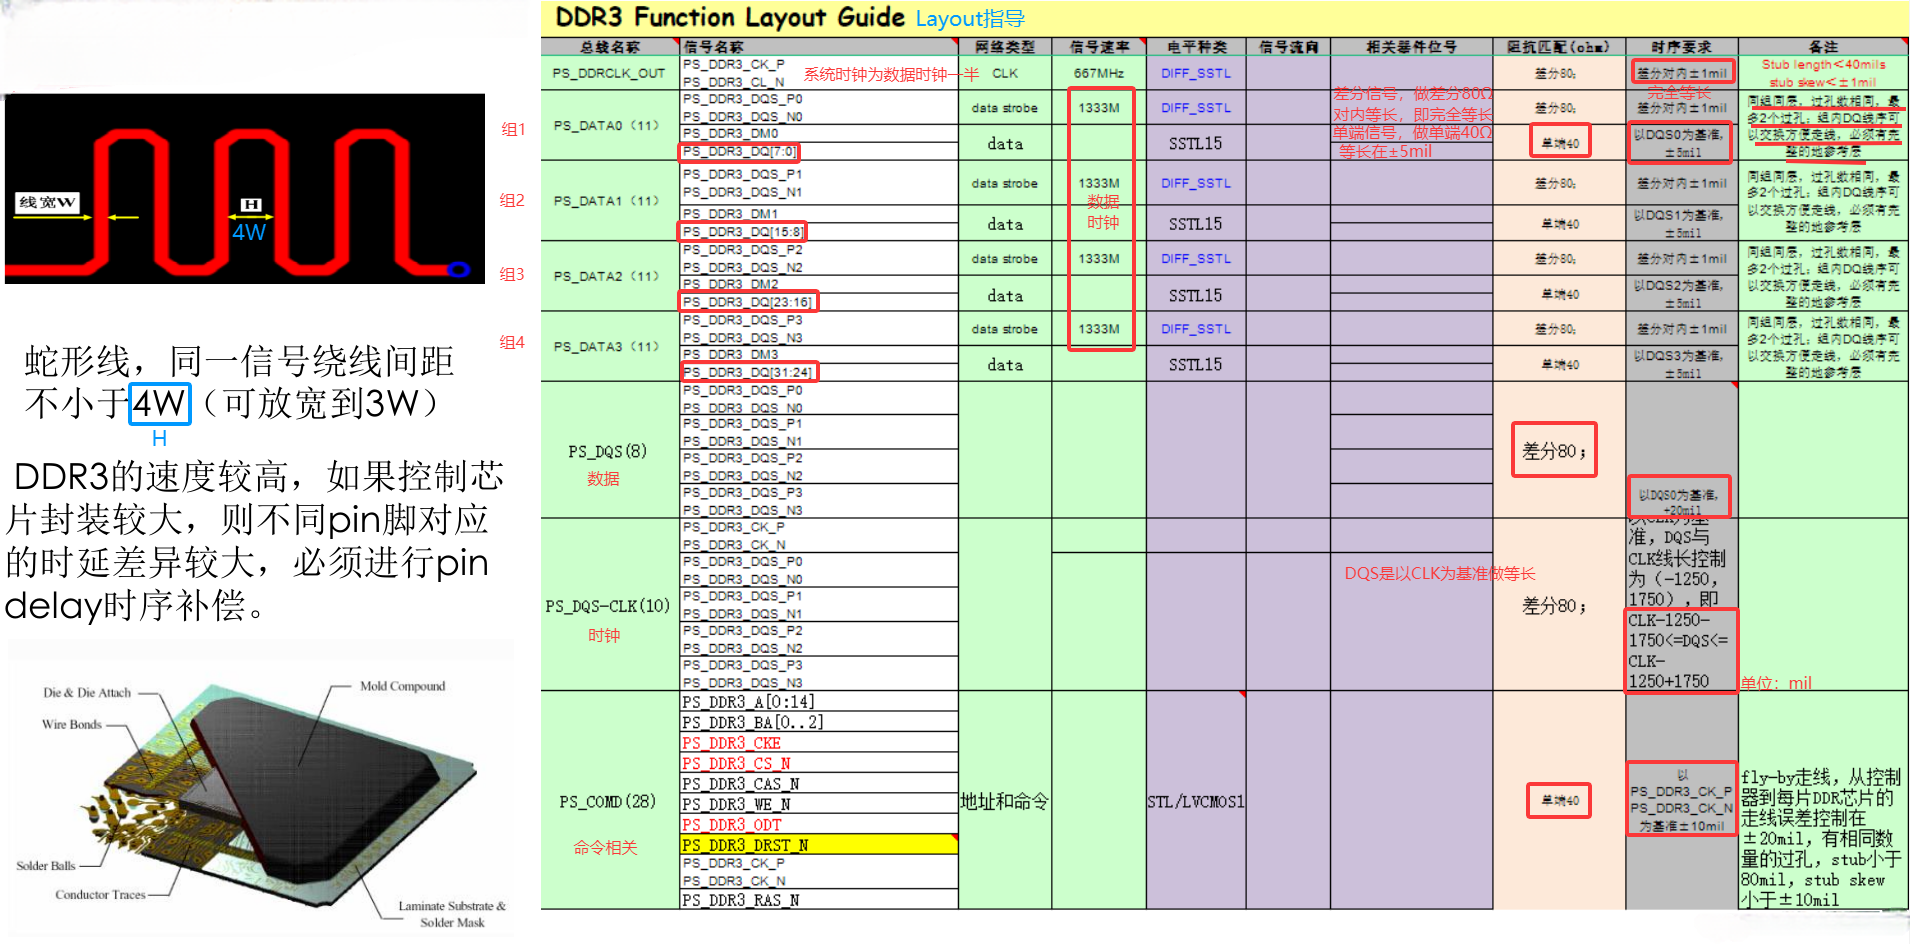 线宽W
H
4W
蛇形线，同一信号绕线间距
不小于4W（可放宽到3W）
H
DDR3的速度较高，如果控制芯
片封装较大，则不同pin脚对应
的时延差异较大，必须进行pin
delay时序补偿。
Die & Die Attach
Mold Compound
Wire Bonds
Solder Balls
Conductor Traces
Laminate Substrate &
Solder Mask
DDR3 Function Layout Guide Layout指导
总线名称 信号名称 网络类型 信号速率 电平种类 信号流向 相关器件位号 阻抗匹配(ohm) 时序要求 备注
PS_DDRCLK_OUT
PS_DDR3_CK_P
PS_DDR3_CL_N
系统时钟为数据时钟一半
CLK
667MHz
DIFF_SSTL
差分80;
差分对内±1mil
完全等长
Stub length<40mils
stub skew<±1mil
组1
PS_DATA0（11）
PS_DDR3_DQS_P0
PS_DDR3_DQS_N0
data strobe
1333M
DIFF_SSTL
差分信号，做差分80Ω
对内等长，即完全等长
单端信号，做单端40Ω
等长在±5mil
差分80;
差分对内±1mil
PS_DDR3_DM0
PS_DDR3_DQ[7:0]
data
SSTL15
单端40
以DQS0为基准，
±5mil
同组同层，过孔数相同，最
多2个过孔；组内DQ线序可
以交换方便走线，必须有完
整的地参考层
组2
PS_DATA1（11）
PS_DDR3_DQS_P1
PS_DDR3_DQS_N1
data strobe
1333M
数据
时钟
DIFF_SSTL
差分80;
差分对内±1mil
PS_DDR3_DM1
PS_DDR3_DQ[15:8]
data
SSTL15
单端40
以DQS1为基准，
±5mil
同组同层，过孔数相同，最
多2个过孔；组内DQ线序可
以交换方便走线，必须有完
整的地参考层
组3
PS_DATA2（11）
PS_DDR3_DQS_P2
PS_DDR3_DQS_N2
data strobe
1333M
DIFF_SSTL
差分80;
差分对内±1mil
PS_DDR3_DM2
PS_DDR3_DQ[23:16]
data
SSTL15
单端40
以DQS2为基准，
±5mil
同组同层，过孔数相同，最
多2个过孔；组内DQ线序可
以交换方便走线，必须有完
整的地参考层
组4
PS_DATA3（11）
PS_DDR3_DQS_P3
PS_DDR3_DQS_N3
data strobe
1333M
DIFF_SSTL
差分80;
差分对内±1mil
PS_DDR3_DM3
PS_DDR3_DQ[31:24]
data
SSTL15
单端40
以DQS3为基准，
±5mil
同组同层，过孔数相同，最
多2个过孔；组内DQ线序可
以交换方便走线，必须有完
整的地参考层
PS_DQS(8)
数据
PS_DDR3_DQS_P0
PS_DDR3_DQS_N0
PS_DDR3_DQS_P1
PS_DDR3_DQS_N1
PS_DDR3_DQS_P2
PS_DDR3_DQS_N2
PS_DDR3_DQS_P3
PS_DDR3_DQS_N3
差分80；
以DQS0为基准，
±20mil
PS_DQS-CLK(10)
时钟
PS_DDR3_CK_P
PS_DDR3_CK_N
PS_DDR3_DQS_P0
PS_DDR3_DQS_N0
PS_DDR3_DQS_P1
PS_DDR3_DQS_N1
PS_DDR3_DQS_P2
PS_DDR3_DQS_N2
PS_DDR3_DQS_P3
PS_DDR3_DQS_N3
DQS是以CLK为基准做等长
差分80；
以CLK为基
准，DQS与
CLK线长控制
为（-1250，
1750），即
CLK-1250-
1750<=DQS<=
CLK-
1250+1750
单位：mil
PS_COMD(28)
命令相关
PS_DDR3_A[0:14]
PS_DDR3_BA[0..2]
PS_DDR3_CKE
PS_DDR3_CS_N
PS_DDR3_CAS_N
PS_DDR3_WE_N
PS_DDR3_ODT
PS_DDR3_DRST_N
PS_DDR3_CK_P
PS_DDR3_CK_N
PS_DDR3_RAS_N
地址和命令
STL/LVCMOS1
单端40
以
PS_DDR3_CK_P
PS_DDR3_CK_N
为基准±10mil
fly-by走线，从控制
器到每片DDR芯片的
走线误差控制在
±20mil，有相同数
量的过孔，stub小于
80mil，stub skew
小于±10mil